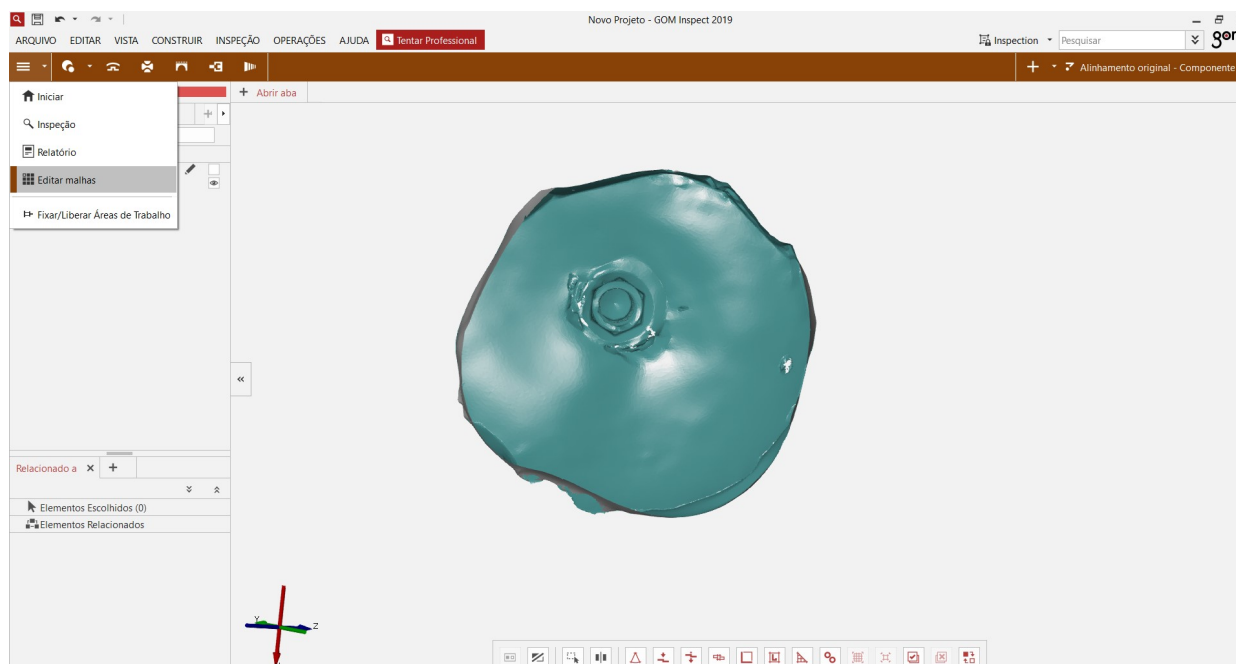 Novo Projeto - GOM Inspect 2019
ARQUIVO EDITAR VISTA CONSTRUIR INSPEÇÃO OPERAÇÕES AJUDA Tentar Professional Inspection Pesquisar
Alinhamento original - Componente
Iniciar
Abrir aba
Inspeção
Relatório
Editar malhas
Fixar/Liberar Áreas de Trabalho
Relacionado a
Elementos Escolhidos (0)
Elementos Relacionados
Y Z